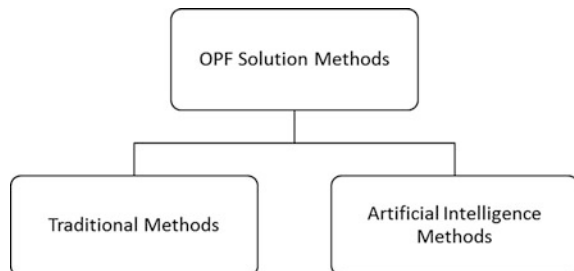 OPF Solution Methods
Traditional Methods
Artificial Intelligence
Methods